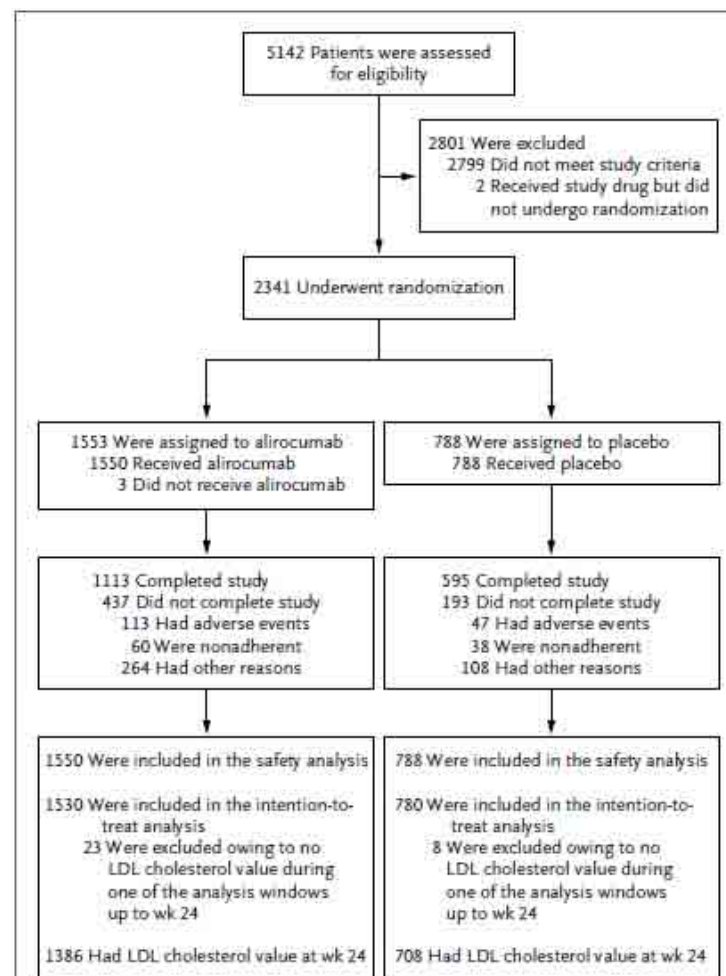 5142 Patients were assessed
for eligibility
2801 Were excluded
2799 Did not meet study criteria
2 Received study drug but did
not undergo randomization
2341 Underwent randomization
1553 Were assigned to alirocumab
1550 Received alirocumab
3 Did not receive alirocumab
788 Were assigned to placebo
788 Received placebo
1113 Completed study
437 Did not complete study
113 Had adverse events
60 Were nonadherent
264 Had other reasons
595 Completed study
193 Did not complete study
47 Had adverse events
38 Were nonadherent
108 Had other reasons
1550 Were included in the safety analysis
1530 Were included in the intention-to-
treat analysis
23 Were excluded owing to no
LDL cholesterol value during
one of the analysis windows
up to wk 24
1386 Had LDL cholesterol value at wk 24
788 Were included in the safety analysis
780 Were included in the intention-to-
treat analysis
8 Were excluded owing to no
LDL cholesterol value during
one of the analysis windows
up to wk 24
708 Had LDL cholesterol value at wk 24